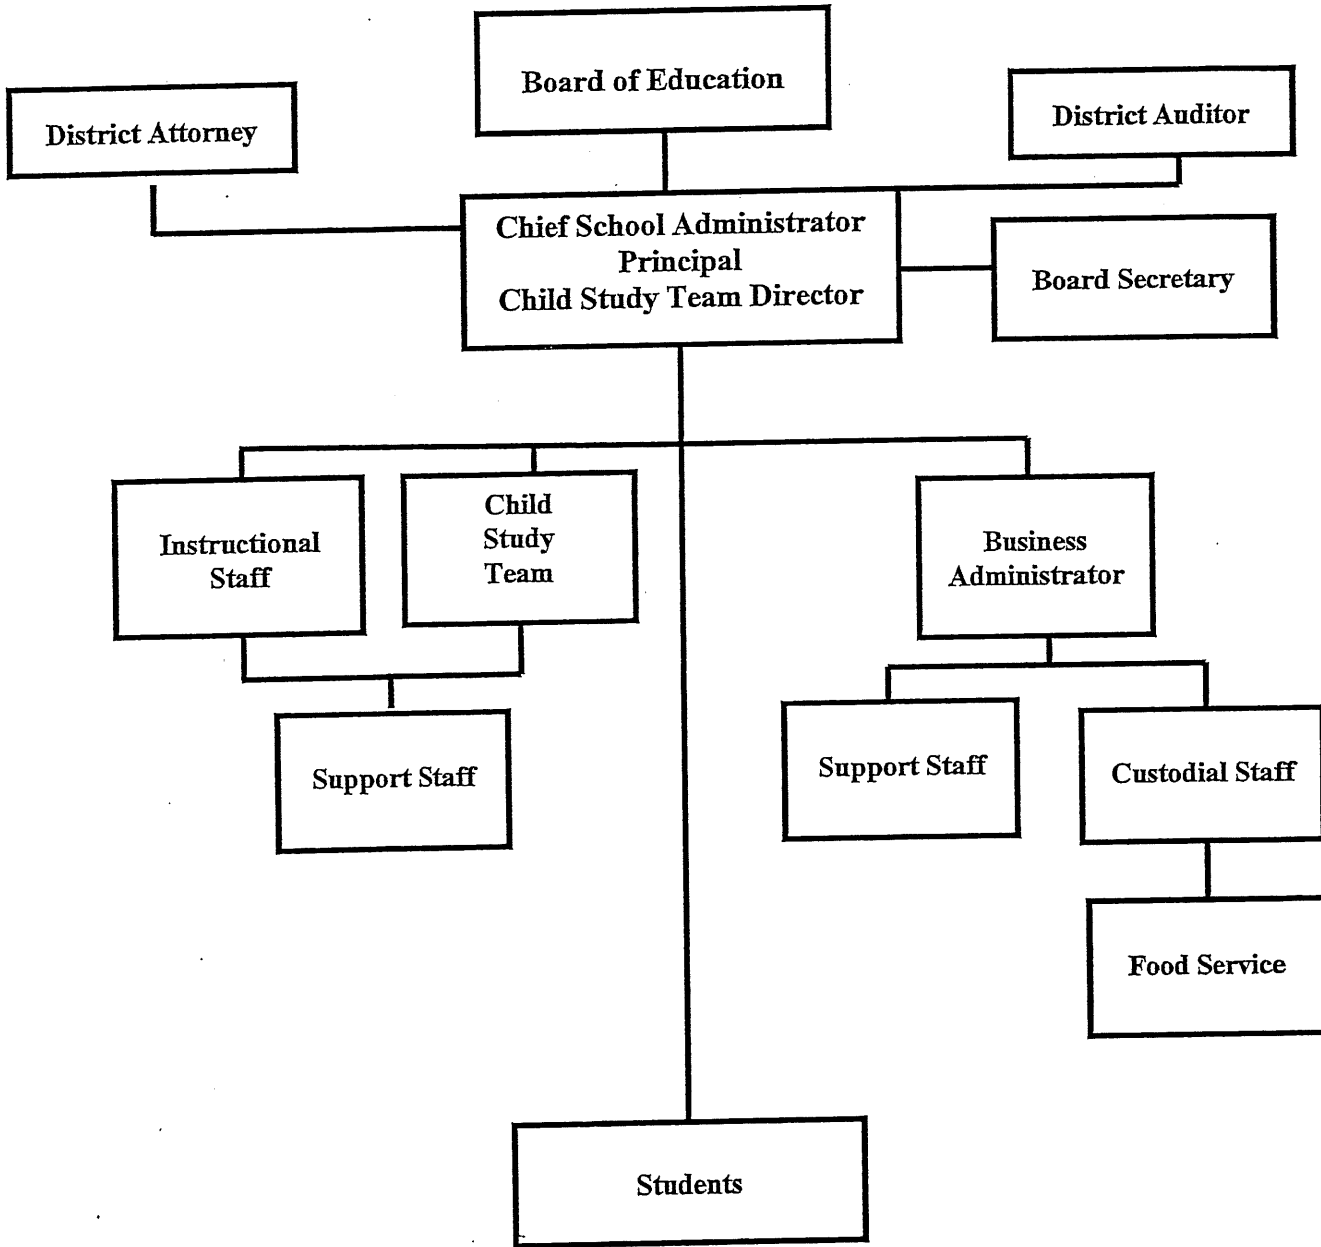 Board of Education
District Attorney
District Auditor
Chief School Administrator
Principal
Child Study Team Director
Board Secretary
Instructional
Staff
Child
Study
Team
Business
Administrator
Support Staff
Support Staff
Custodial Staff
Food Service
Students